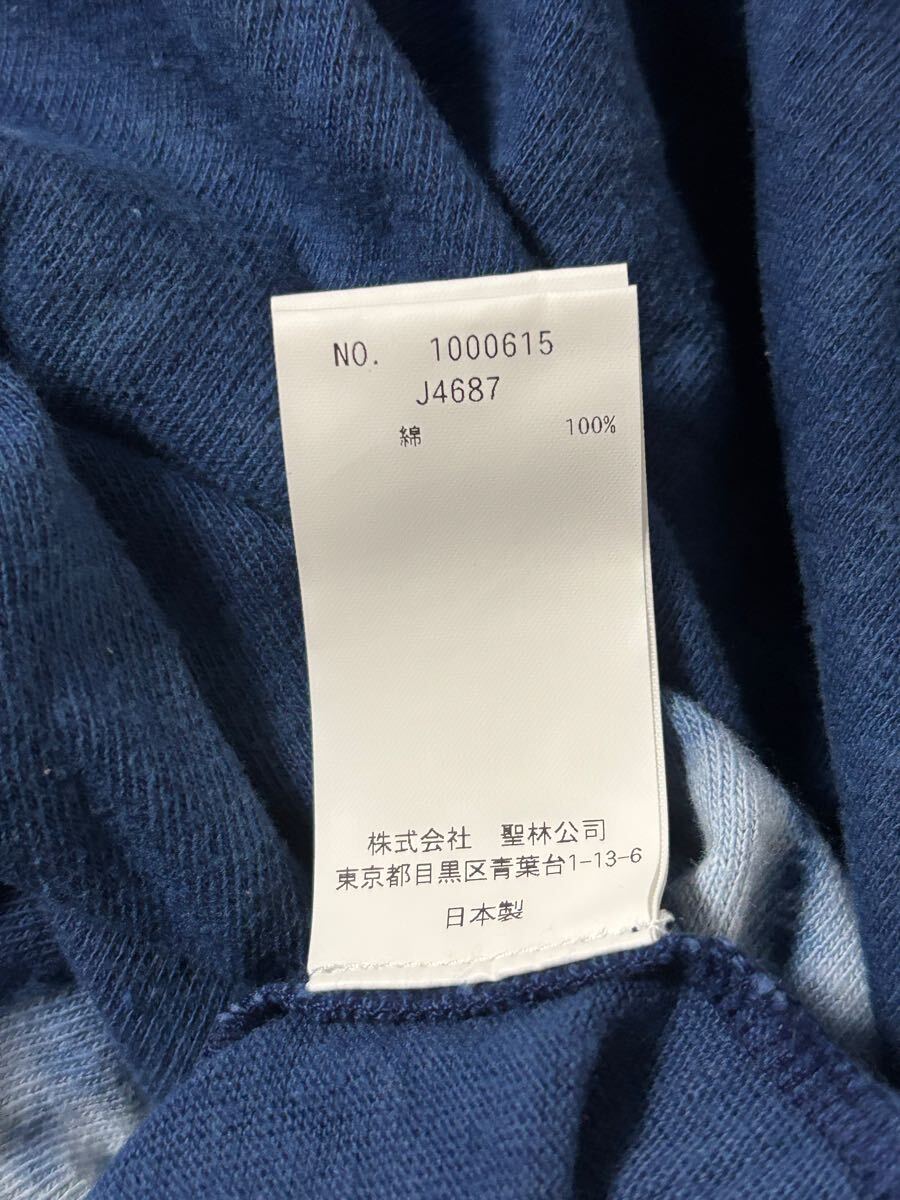 NO. 1000615
J4687
綿 100%
株式会社 聖林公司
東京都目黒区青葉台1-13-6
日本製